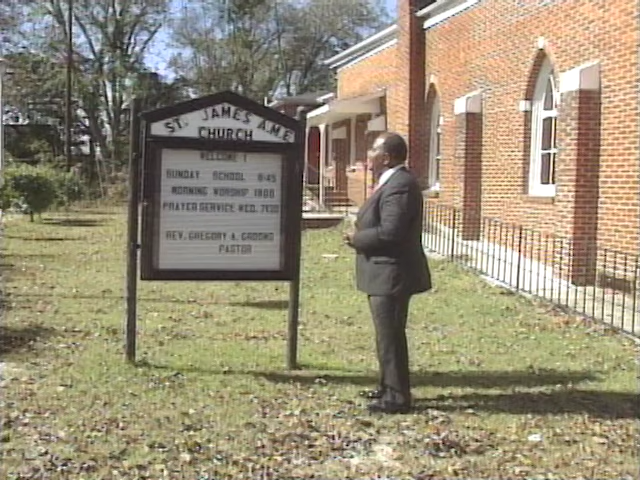 ST. JAMES A.M.E.
CHURCH
WELCOME !
SUNDAY SCHOOL 9:45
MORNING WORSHIP 11:00
PRAYER SERVICE WED. 7:30
REV. GREGORY A. GROOMS
PASTOR